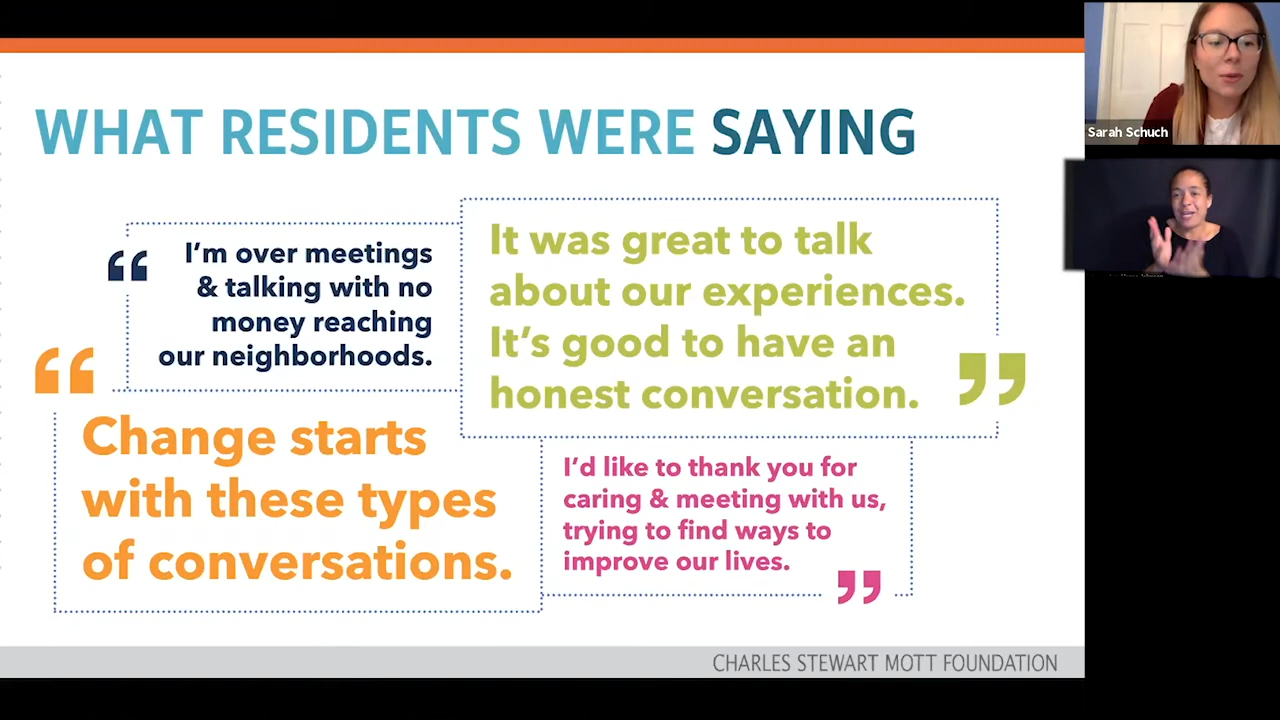 WHAT RESIDENTS WERE SAYING
“ I’m over meetings
& talking with no
money reaching
our neighborhoods.
It was great to talk
about our experiences.
It’s good to have an
honest conversation. ”
“ Change starts
with these types
of conversations.
I’d like to thank you for
caring & meeting with us,
trying to find ways to
improve our lives. ”
CHARLES STEWART MOTT FOUNDATION
Sarah Schuch